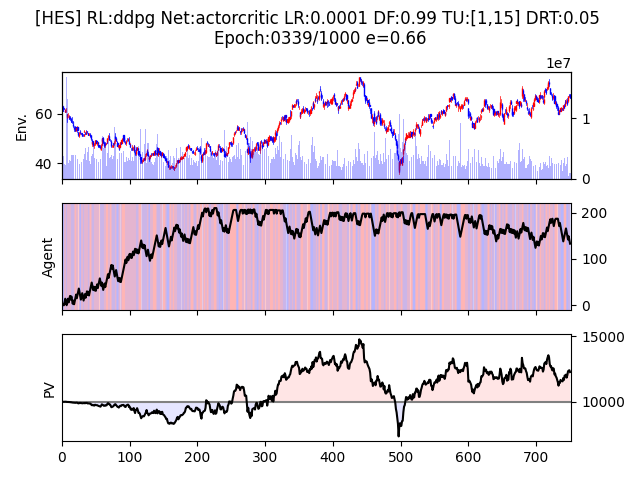 [HES] RL:ddpg Net:actorcritic LR:0.0001 DF:0.99 TU:[1,15] DRT:0.05
Epoch:0339/1000 e=0.66
1e7
Env.
60
40
1
0
Agent
200
100
0
PV
15000
10000
0 100 200 300 400 500 600 700